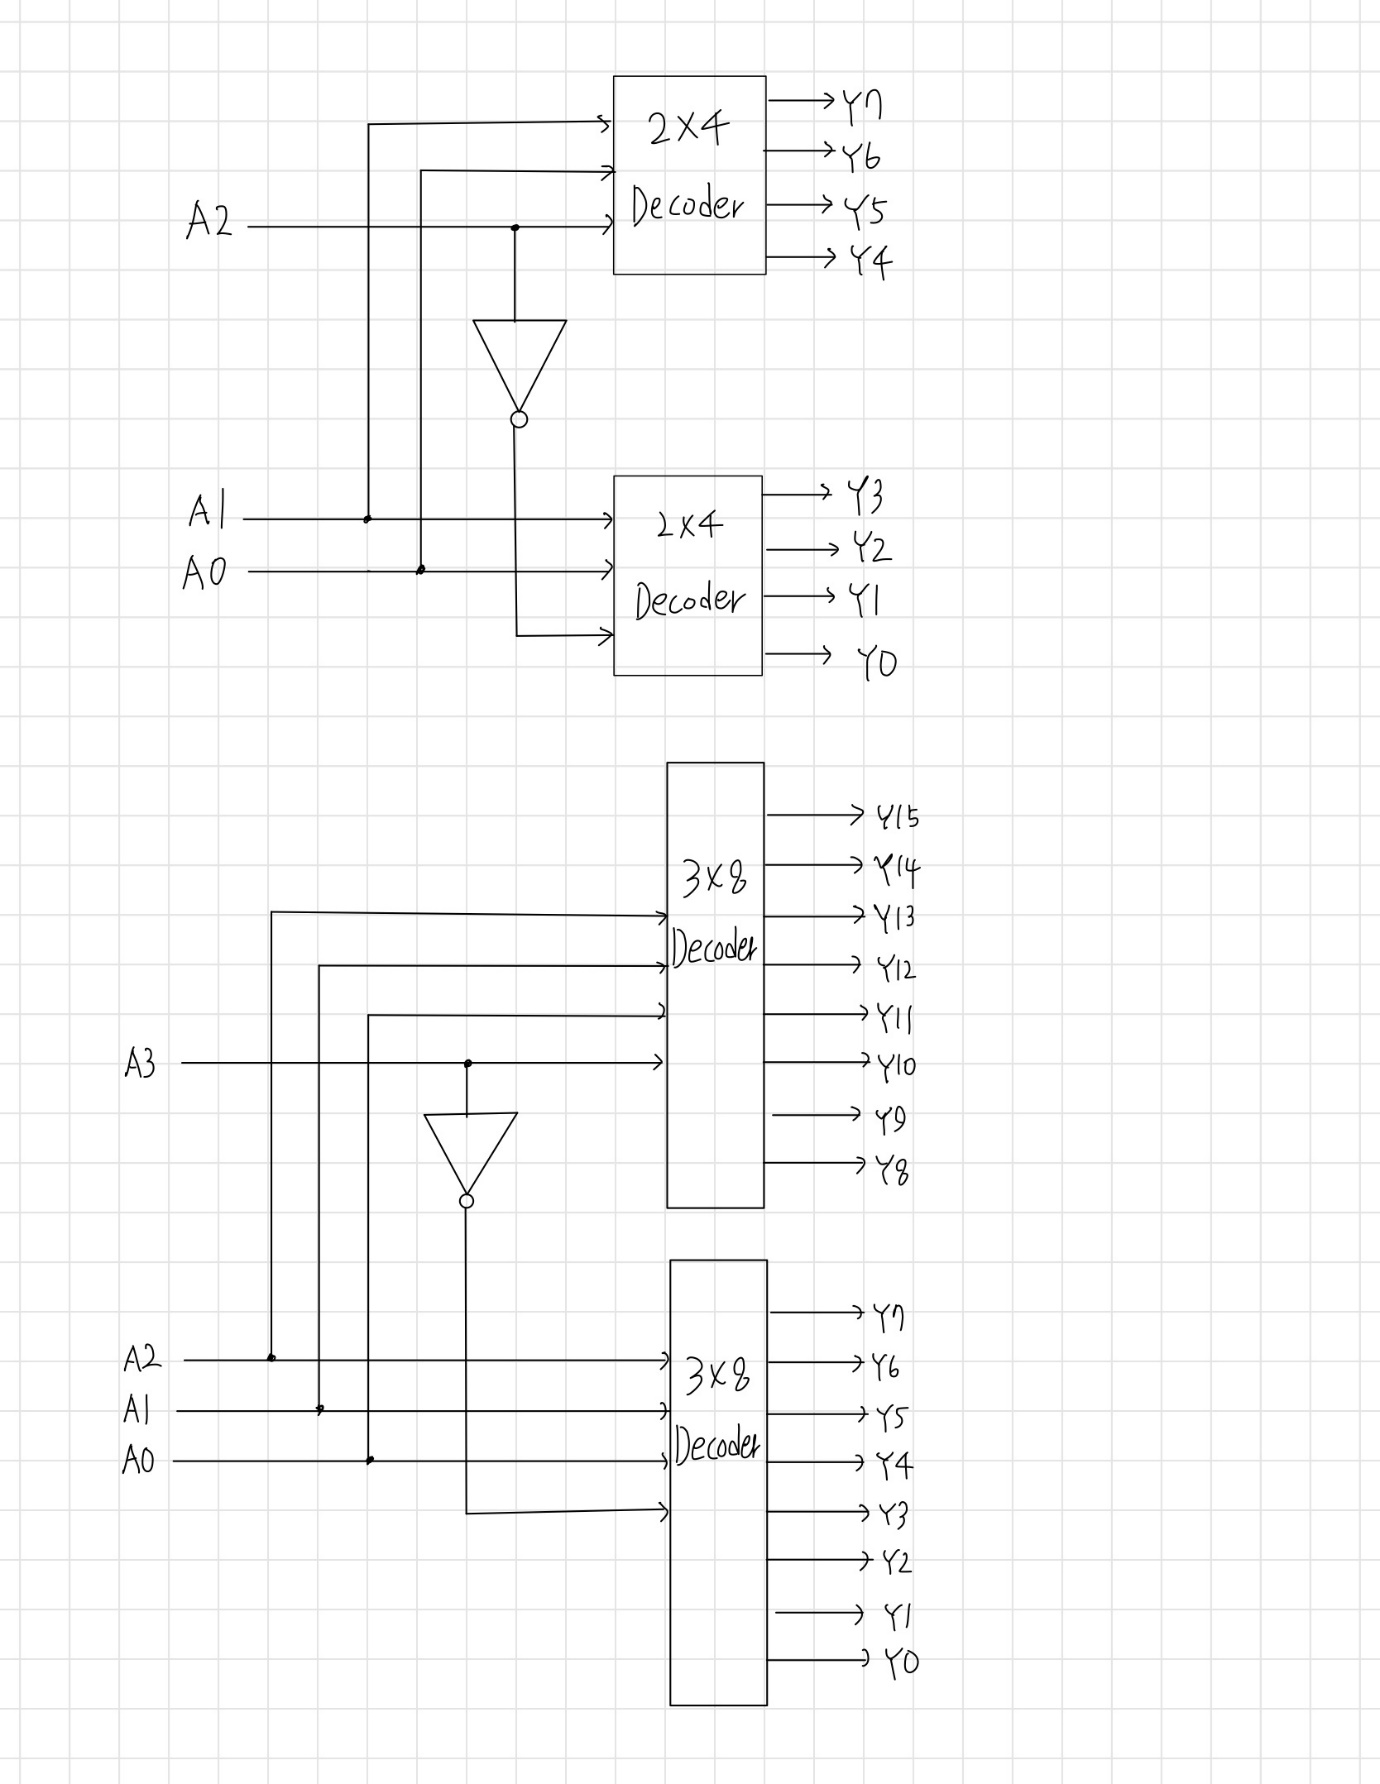 2X4
Decoder
Y7
Y6
Y5
Y4
A2
A1
A0
2X4
Decoder
Y3
Y2
Y1
Y0
3X8
Decoder
Y15
Y14
Y13
Y12
Y11
Y10
Y9
Y8
A3
A2
A1
A0
3X8
Decoder
Y7
Y6
Y5
Y4
Y3
Y2
Y1
Y0